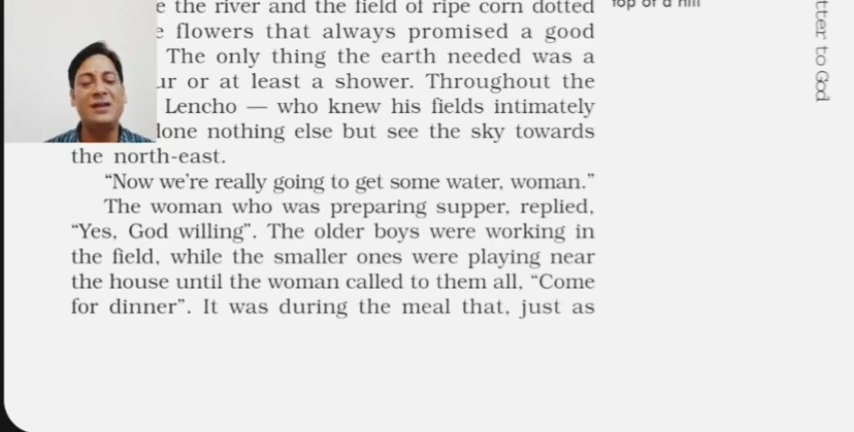 the river and the field of ripe corn dotted
flowers that always promised a good
The only thing the earth needed was a
or at least a shower. Throughout the
Lencho — who knew his fields intimately
nothing else but see the sky towards
the north-east.
“Now we’re really going to get some water, woman.”
The woman who was preparing supper, replied,
“Yes, God willing”. The older boys were working in
the field, while the smaller ones were playing near
the house until the woman called to them all, “Come
for dinner”. It was during the meal that, just as
top of a hill
to God